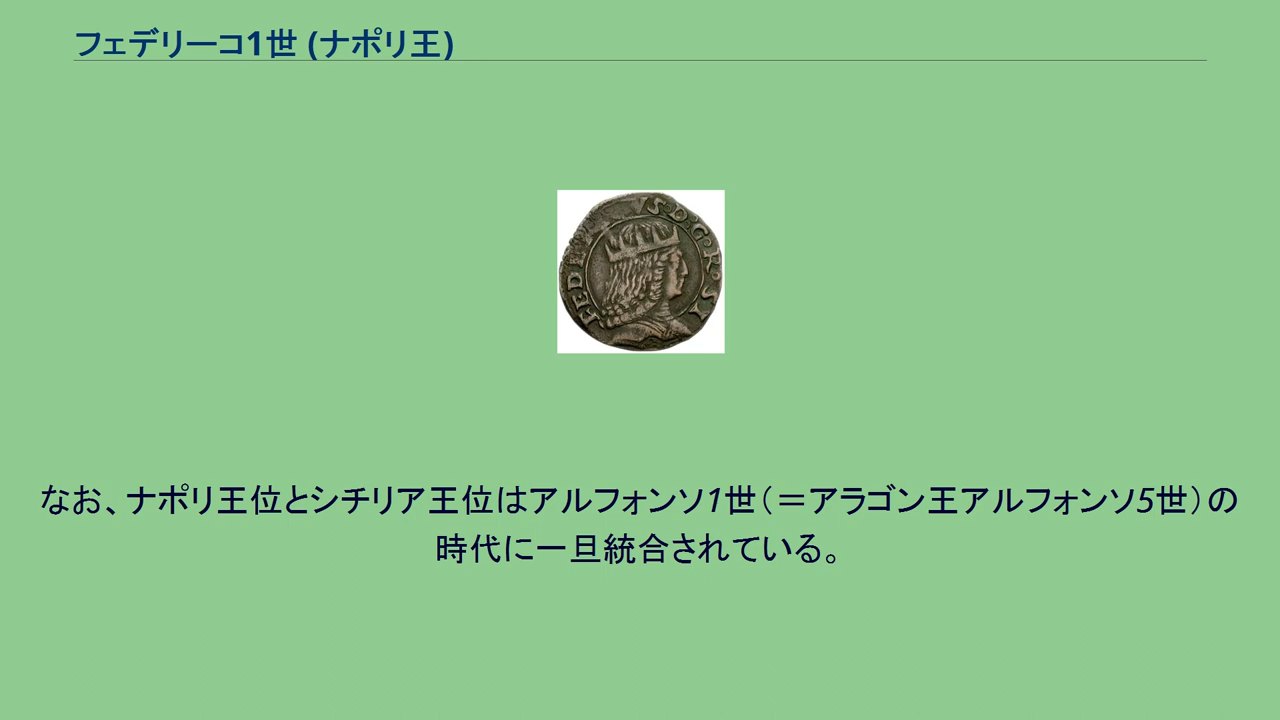 フェデリーコ1世 (ナポリ王)
なお、ナポリ王位とシチリア王位はアルフォンソ1世(＝アラゴン王アルフォンソ5世)の
時代に一旦統合されている。